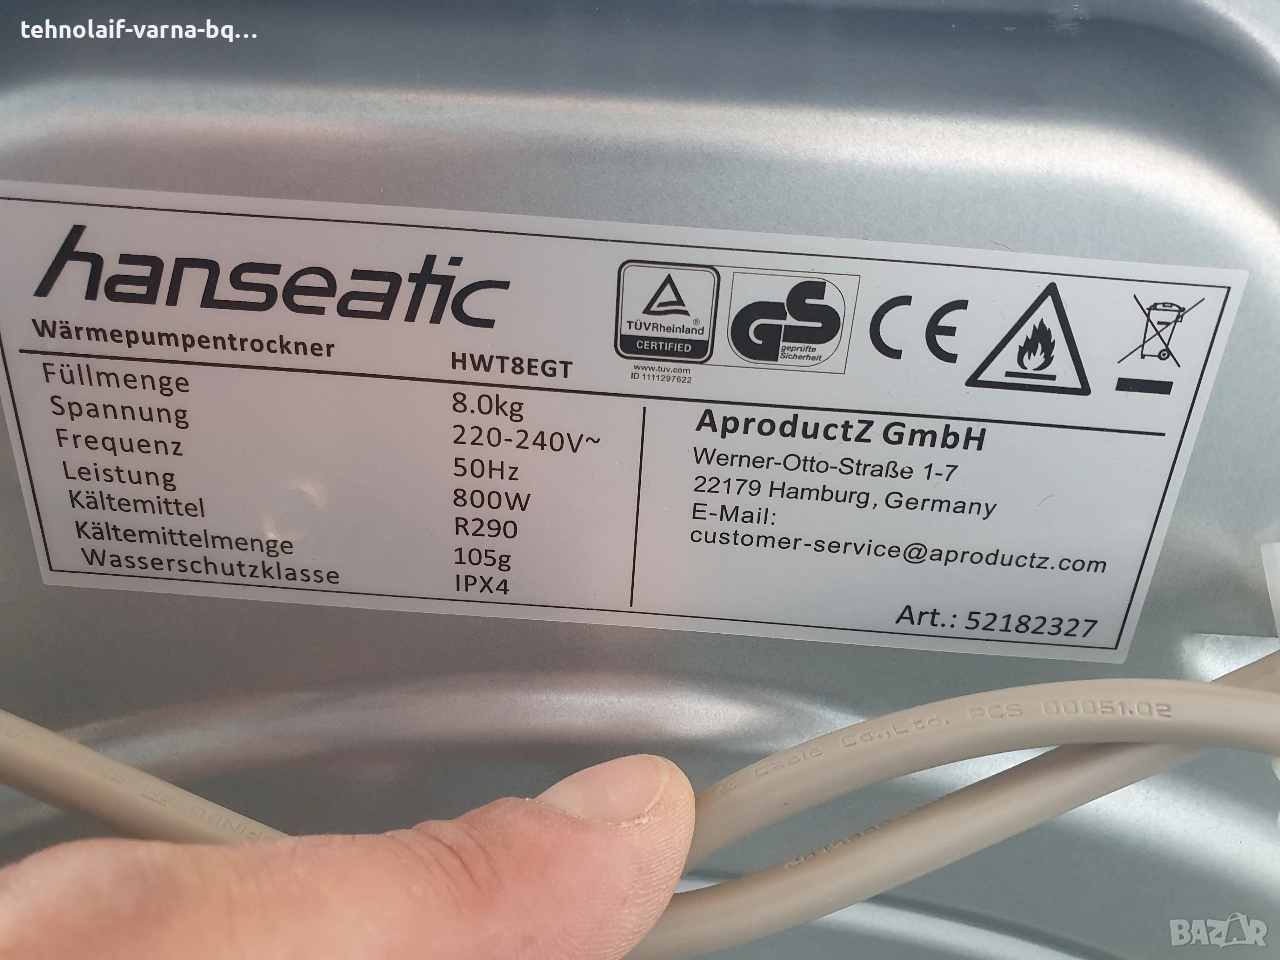 tehnolaif-varna-bq...
hanseatic
Wärmepumpentrockner HWT8EGT
TÜVRheinland®
CERTIFIED
www.tuv.com
ID 1111297622
GS
geprüfte
Sicherheit
CE
Füllmenge 8.0kg
Spannung 220-240V~
Frequenz 50Hz
Leistung 800W
Kältemittel R290
Kältemittelmenge 105g
Wasserschutzklasse IPX4
AproductZ GmbH
Werner-Otto-Straße 1-7
22179 Hamburg, Germany
E-Mail:
customer-service@aproductz.com
Art.: 52182327
Cable Co.,Ltd. PCS 00851.02
BAZAR